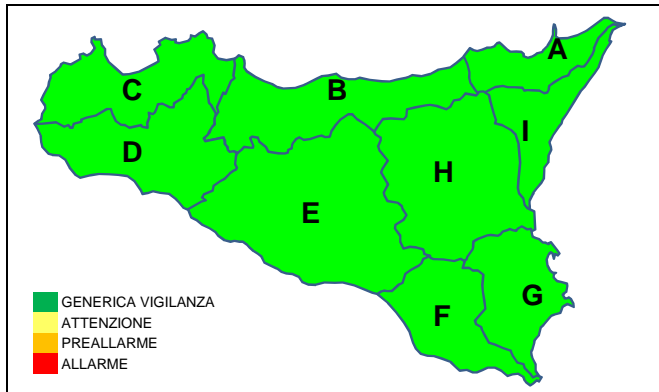 A
C
B
I
D
H
E
G
F
GENERICA VIGILANZA
ATTENZIONE
PREALLARME
ALLARME